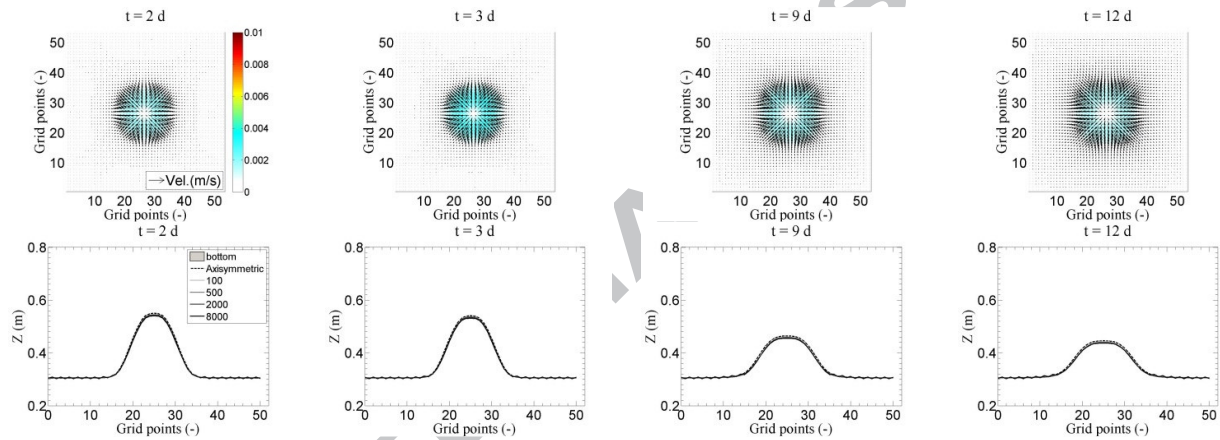 t = 2 d
t = 3 d
t = 9 d
t = 12 d
Grid points (-)
50
40
30
20
10
Vel.(m/s)
10 20 30 40 50
Grid points (-)
0.01
0.008
0.006
0.004
0.002
0
Grid points (-)
50
40
30
20
10
10 20 30 40 50
Grid points (-)
Grid points (-)
50
40
30
20
10
10 20 30 40 50
Grid points (-)
Grid points (-)
50
40
30
20
10
10 20 30 40 50
Grid points (-)
t = 2 d
t = 3 d
t = 9 d
t = 12 d
Z (m)
0.8
0.6
0.4
0.2
bottom
Axisymmetric
100
500
2000
8000
0 10 20 30 40 50
Grid points (-)
Z (m)
0.8
0.6
0.4
0.2
0 10 20 30 40 50
Grid points (-)
Z (m)
0.8
0.6
0.4
0.2
0 10 20 30 40 50
Grid points (-)
Z (m)
0.8
0.6
0.4
0.2
0 10 20 30 40 50
Grid points (-)